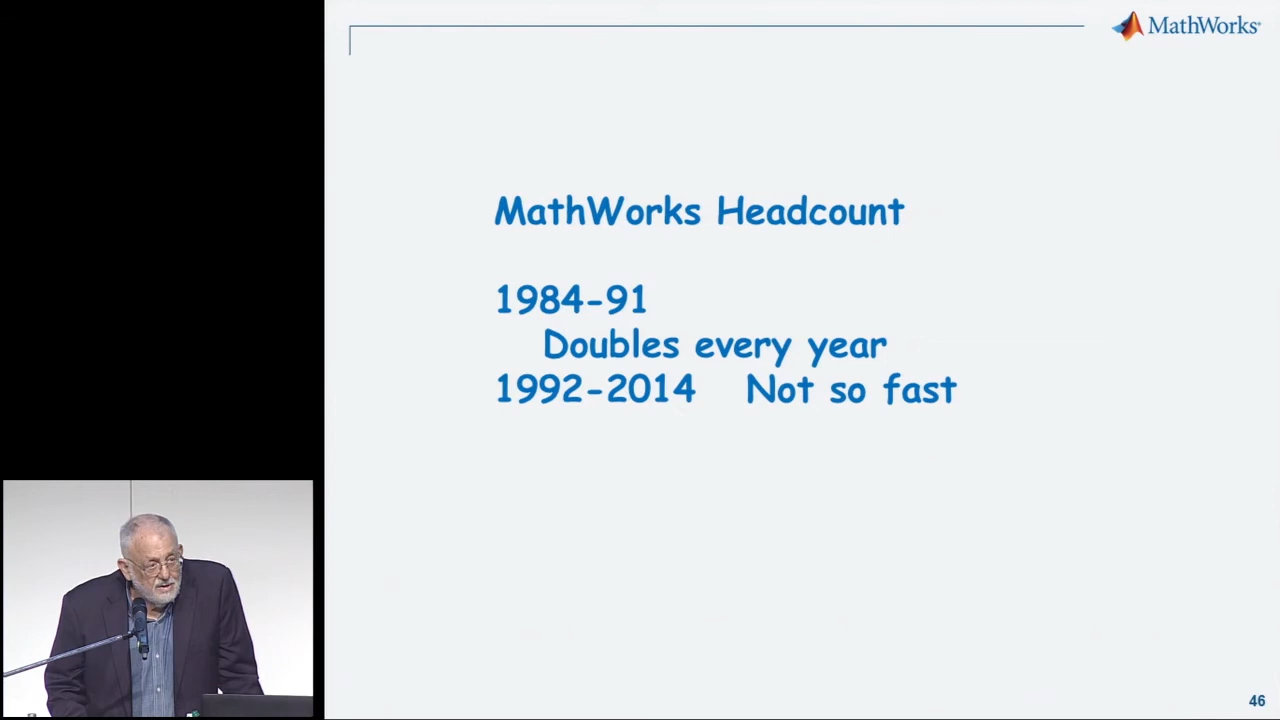 MathWorks®
MathWorks Headcount
1984-91
Doubles every year
1992-2014 Not so fast
46